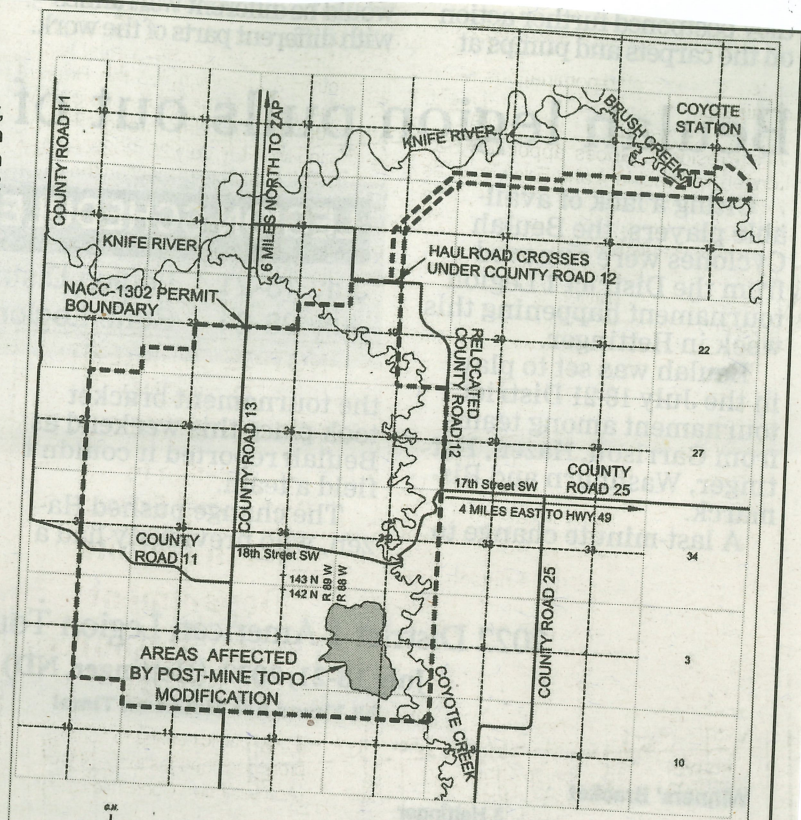 COYOTE
STATION
BRUSH CREEK
COUNTY ROAD 11
6 MILES NORTH TO ZAP
KNIFE RIVER
KNIFE RIVER
HAULROAD CROSSES
UNDER COUNTY ROAD 12
NACC-1302 PERMIT
BOUNDARY
22
RELOCATED
COUNTY ROAD 12
COUNTY ROAD 13
27
COUNTY
ROAD 25
17th Street SW
4 MILES EAST TO HWY 49
COUNTY
ROAD 11
18th Street SW
34
143 N
142 N
R 89 W
R 88 W
COUNTY ROAD 25
3
AREAS AFFECTED
BY POST-MINE TOPO
MODIFICATION
COYOTE CREEK
10